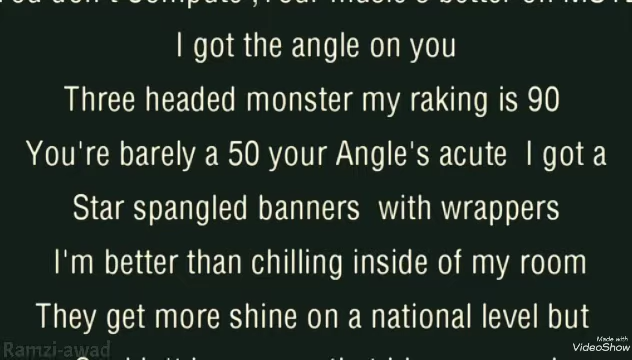 I got the angle on you
Three headed monster my raking is 90
You're barely a 50 your Angle's acute I got a
Star spangled banners with wrappers
I'm better than chilling inside of my room
They get more shine on a national level but
Made with
VideoShow
Ramzi-awad